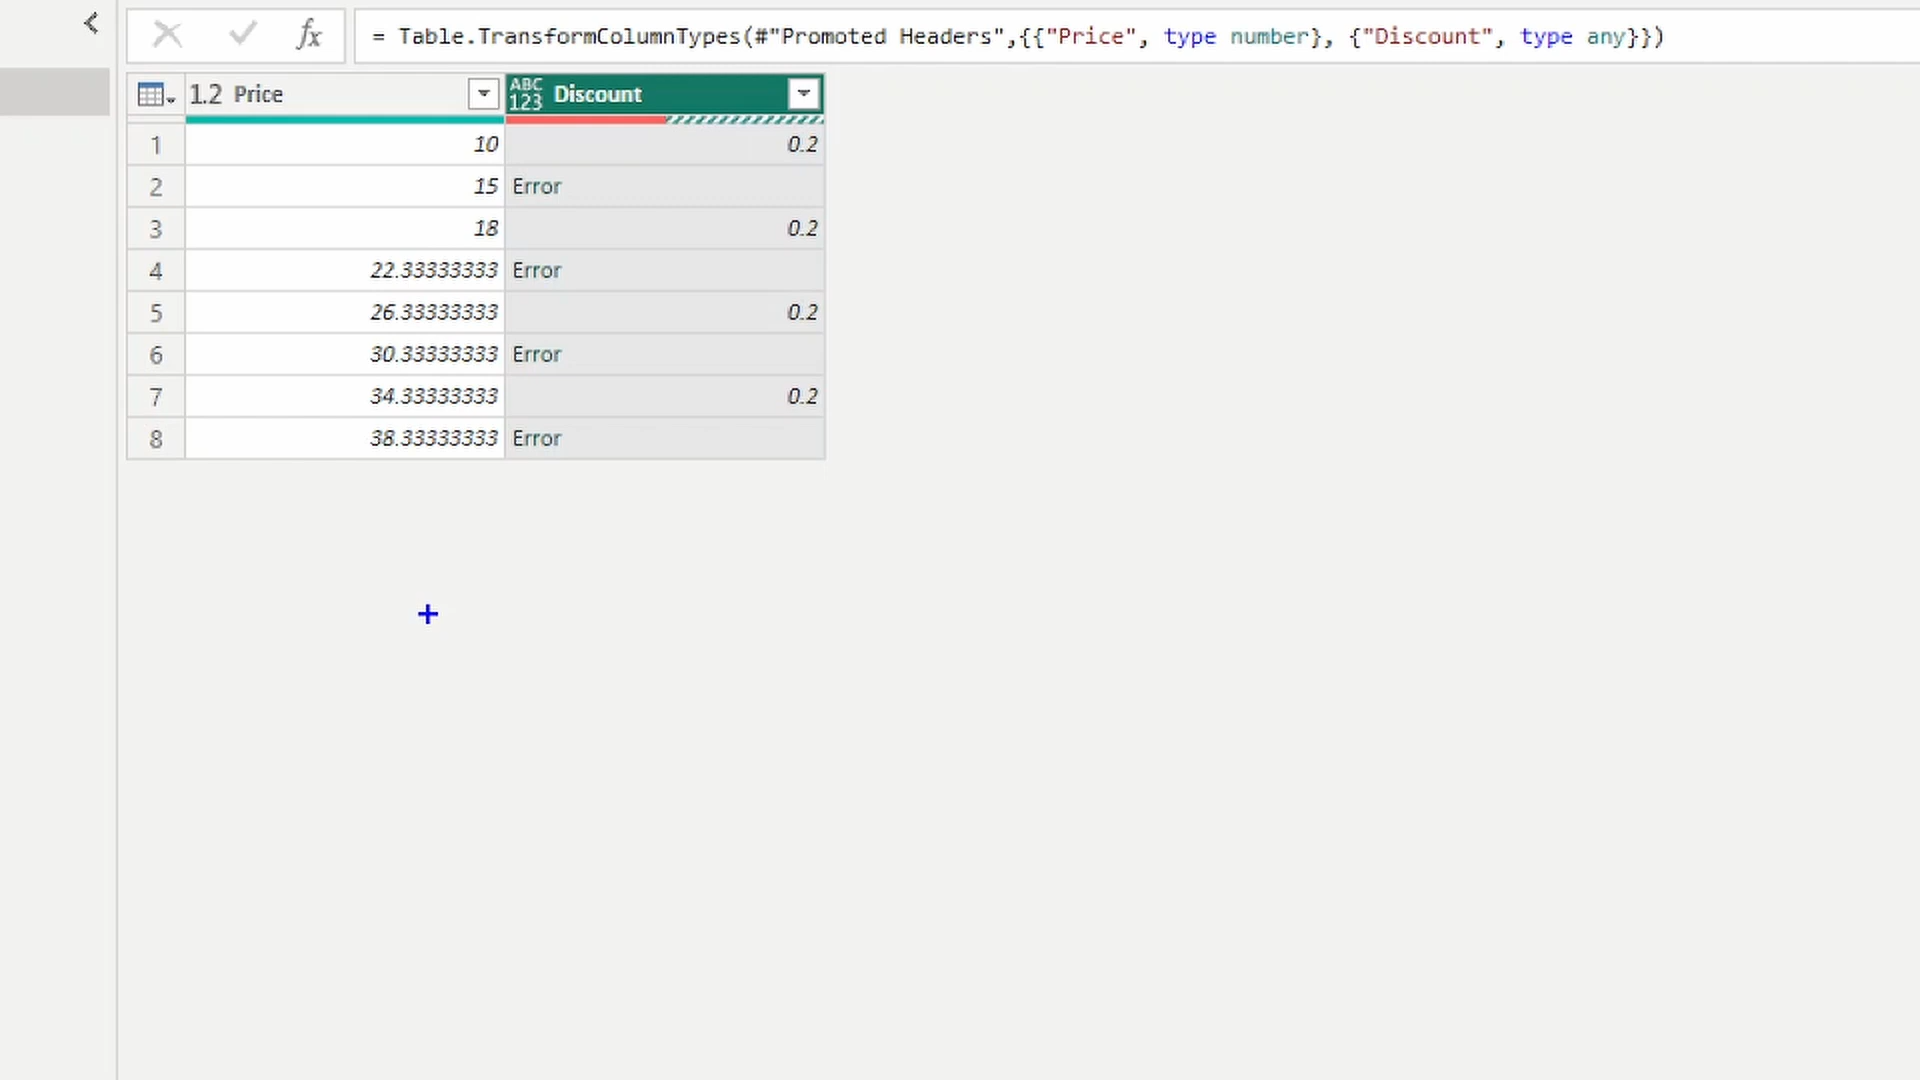 fx = Table.TransformColumnTypes(#"Promoted Headers",{{"Price", type number}, {"Discount", type any}})
1.2 Price ABC 123 Discount
1 10 0.2
2 15 Error
3 18 0.2
4 22.33333333 Error
5 26.33333333 0.2
6 30.33333333 Error
7 34.33333333 0.2
8 38.33333333 Error